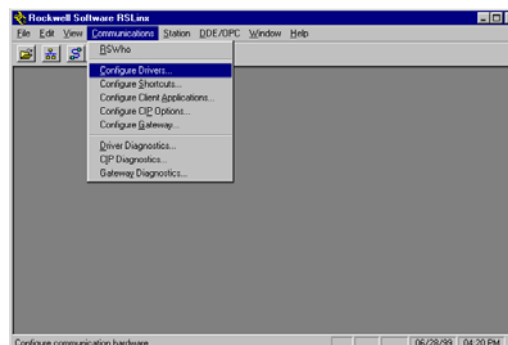 Rockwell Software RSLinx
File Edit View Communications Station DDE/OPC Window Help
RSWho
Configure Drivers...
Configure Shortcuts...
Configure Client Applications...
Configure CIP Options...
Configure Gateway...
Driver Diagnostics...
CIP Diagnostics...
Gateway Diagnostics...
Configure communication hardware
06/28/99 04:20 PM